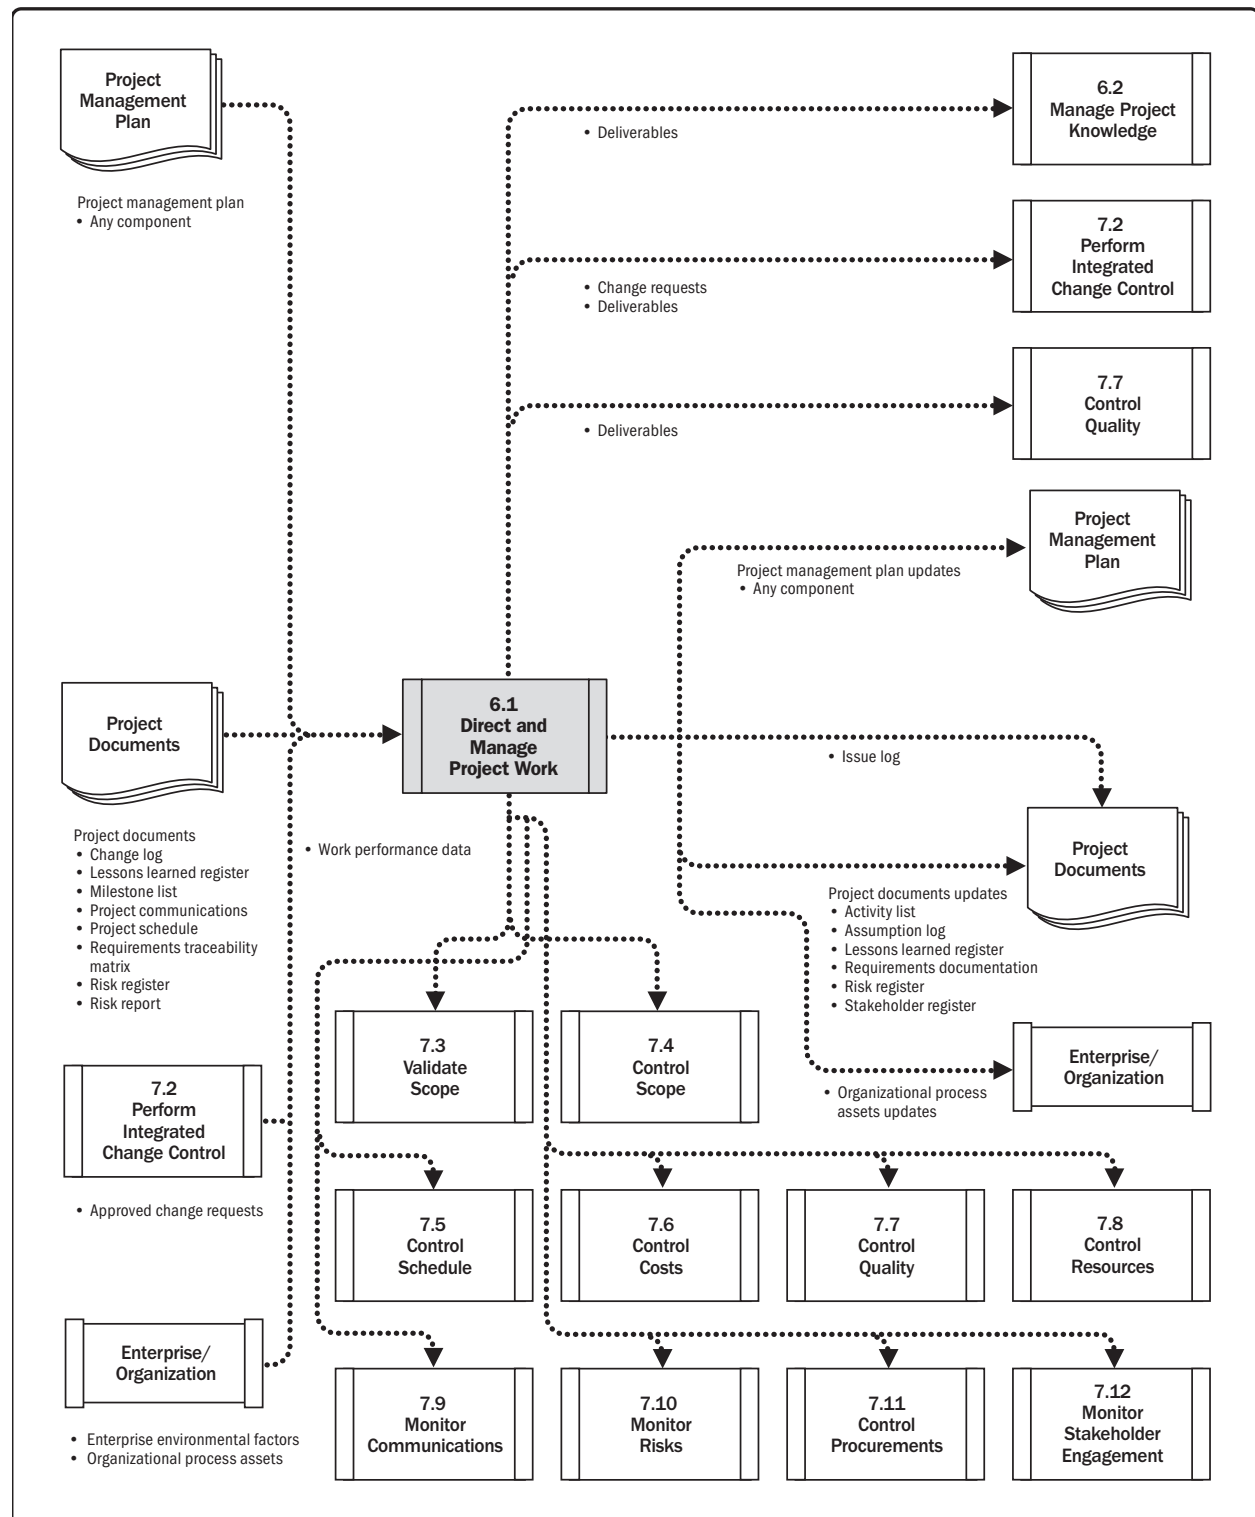 Project
Management
Plan
Project management plan
• Any component
6.2
Manage Project
Knowledge
• Deliverables
7.2
Perform
Integrated
Change Control
• Change requests
• Deliverables
7.7
Control
Quality
• Deliverables
Project
Management
Plan
Project management plan updates
• Any component
Project
Documents
Project documents
• Change log
• Lessons learned register
• Milestone list
• Project communications
• Project schedule
• Requirements traceability
matrix
• Risk register
• Risk report
6.1
Direct and
Manage
Project Work
• Issue log
• Work performance data
Project
Documents
Project documents updates
• Activity list
• Assumption log
• Lessons learned register
• Requirements documentation
• Risk register
• Stakeholder register
7.2
Perform
Integrated
Change Control
• Approved change requests
7.3
Validate
Scope
7.4
Control
Scope
Enterprise/
Organization
• Organizational process
assets updates
7.5
Control
Schedule
7.6
Control
Costs
7.7
Control
Quality
7.8
Control
Resources
Enterprise/
Organization
• Enterprise environmental factors
• Organizational process assets
7.9
Monitor
Communications
7.10
Monitor
Risks
7.11
Control
Procurements
7.12
Monitor
Stakeholder
Engagement